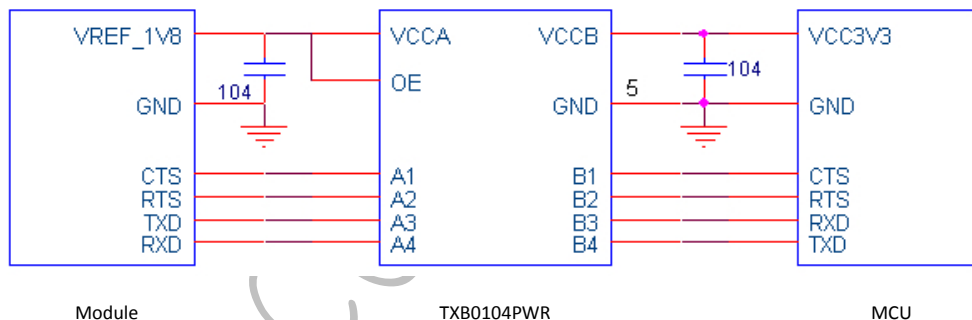 VREF_1V8 VCCA VCCB VCC3V3
104 OE 104
GND GND 5 GND
CTS A1 B1 CTS
RTS A2 B2 RTS
TXD A3 B3 RXD
RXD A4 B4 TXD
Module TXB0104PWR MCU